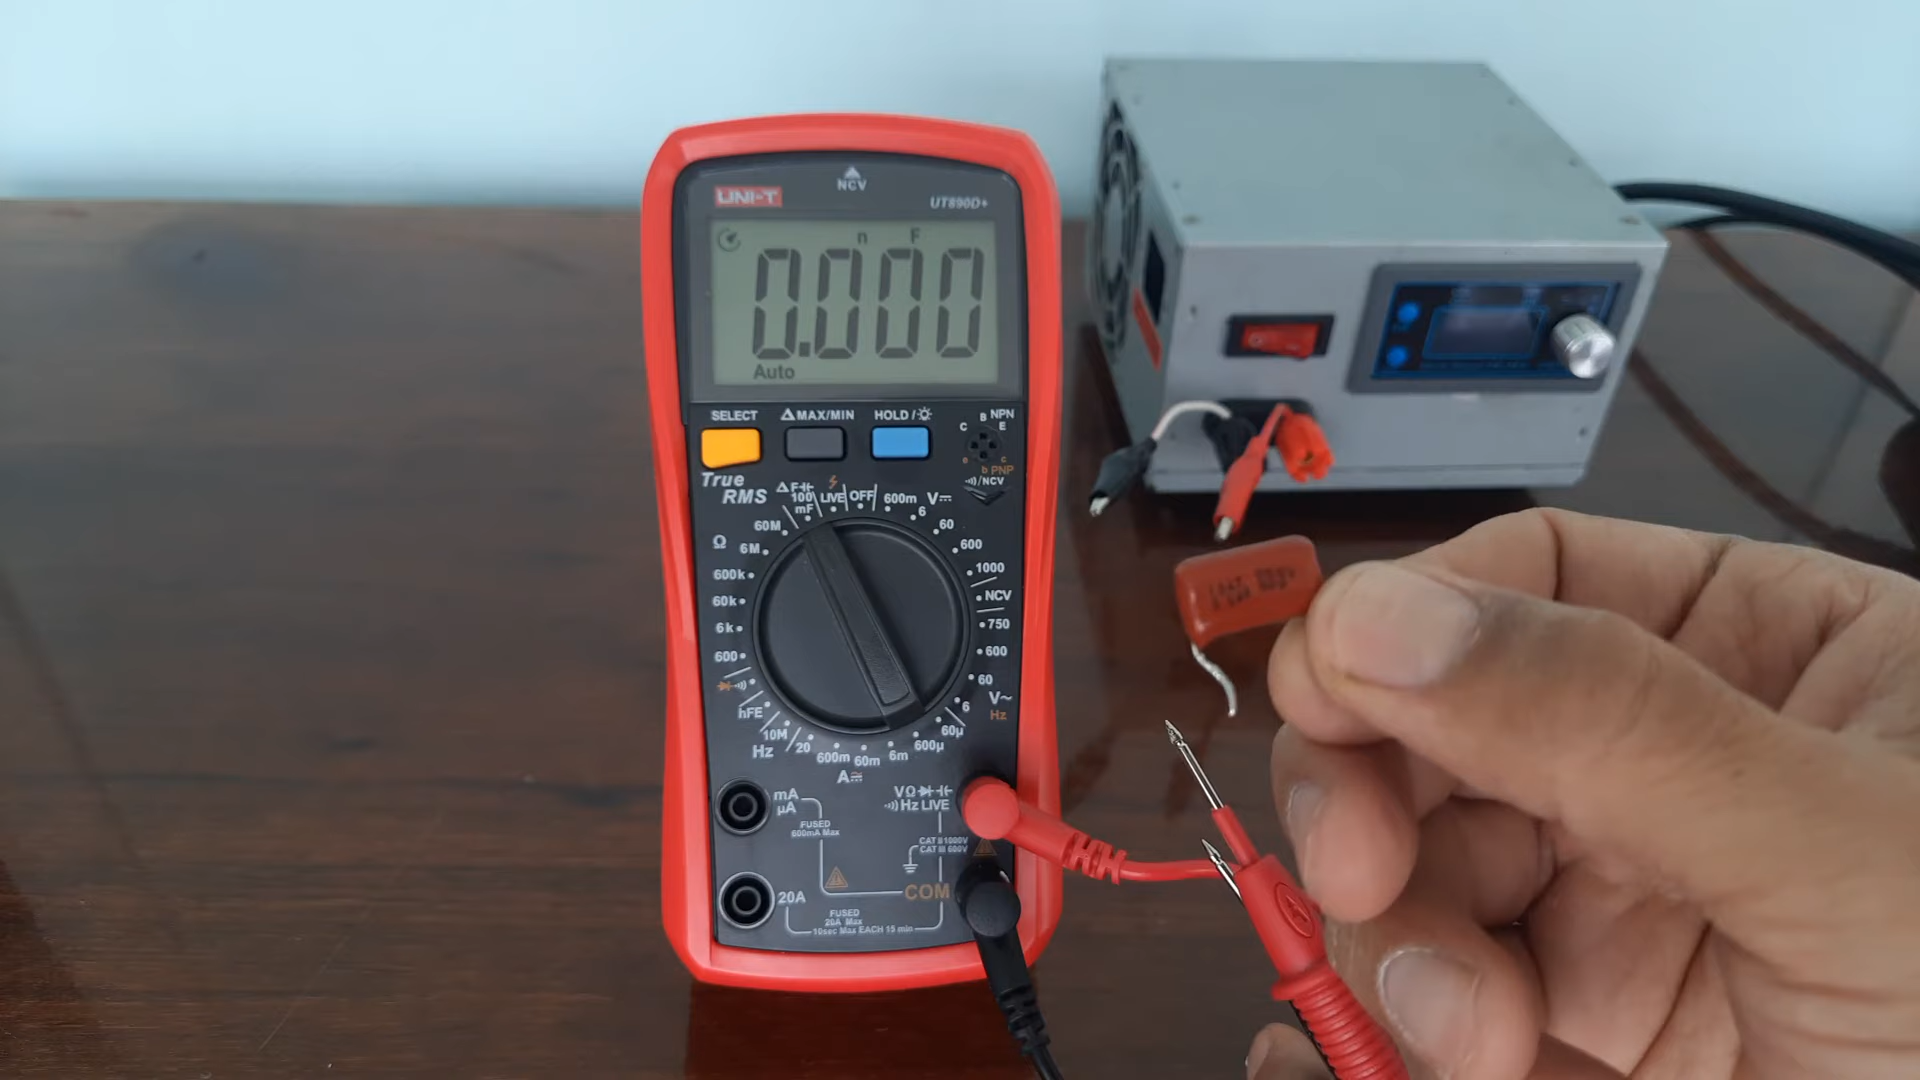 NCV
UNI-T
UT890D+
n F
0.000
Auto
SELECT
Δ MAX/MIN
HOLD /
B NPN
C E
e c
b PNP
/NCV
True
RMS
Δ F
100
mF
LIVE
OFF
600m
V
6
60
600
1000
NCV
750
600
60
V~
6
Hz
60µ
600µ
6m
60m
600m
A
20
10M
Hz
hFE
600
6k
60k
600k
Ω
6M
60M
mA
µA
FUSED
600mA Max
VΩ
Hz LIVE
CAT II 1000V
CAT III 600V
20A
COM
FUSED
20A Max
10sec Max EACH 15 min